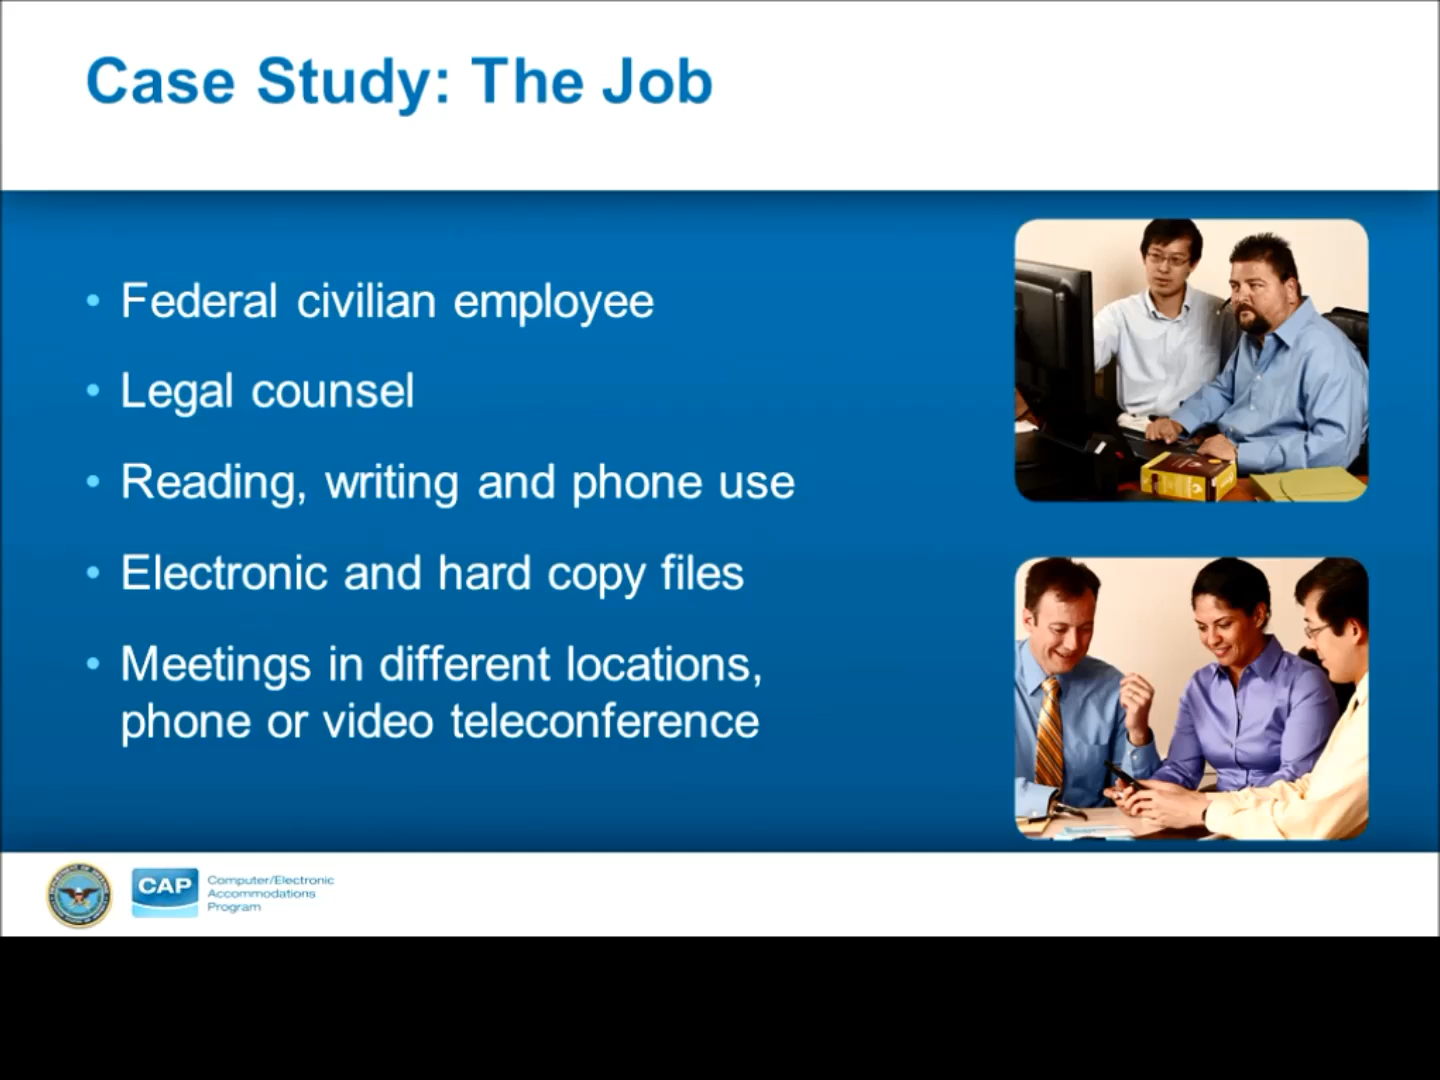 Case Study: The Job
• Federal civilian employee
• Legal counsel
• Reading, writing and phone use
• Electronic and hard copy files
• Meetings in different locations,
phone or video teleconference
CAP
Computer/Electronic
Accommodations
Program